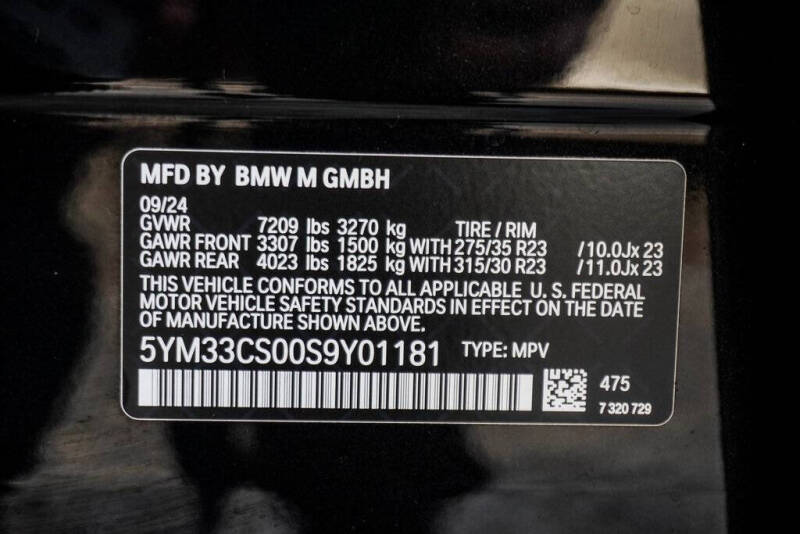 MFD BY BMW M GMBH
09/24
GVWR 7209 lbs 3270 kg TIRE / RIM
GAWR FRONT 3307 lbs 1500 kg WITH 275/35 R23 /10.0Jx 23
GAWR REAR 4023 lbs 1825 kg WITH 315/30 R23 /11.0Jx 23
THIS VEHICLE CONFORMS TO ALL APPLICABLE U. S. FEDERAL
MOTOR VEHICLE SAFETY STANDARDS IN EFFECT ON THE DATE
OF MANUFACTURE SHOWN ABOVE.
5YM33CS00S9Y01181 TYPE: MPV
475
7 320 729